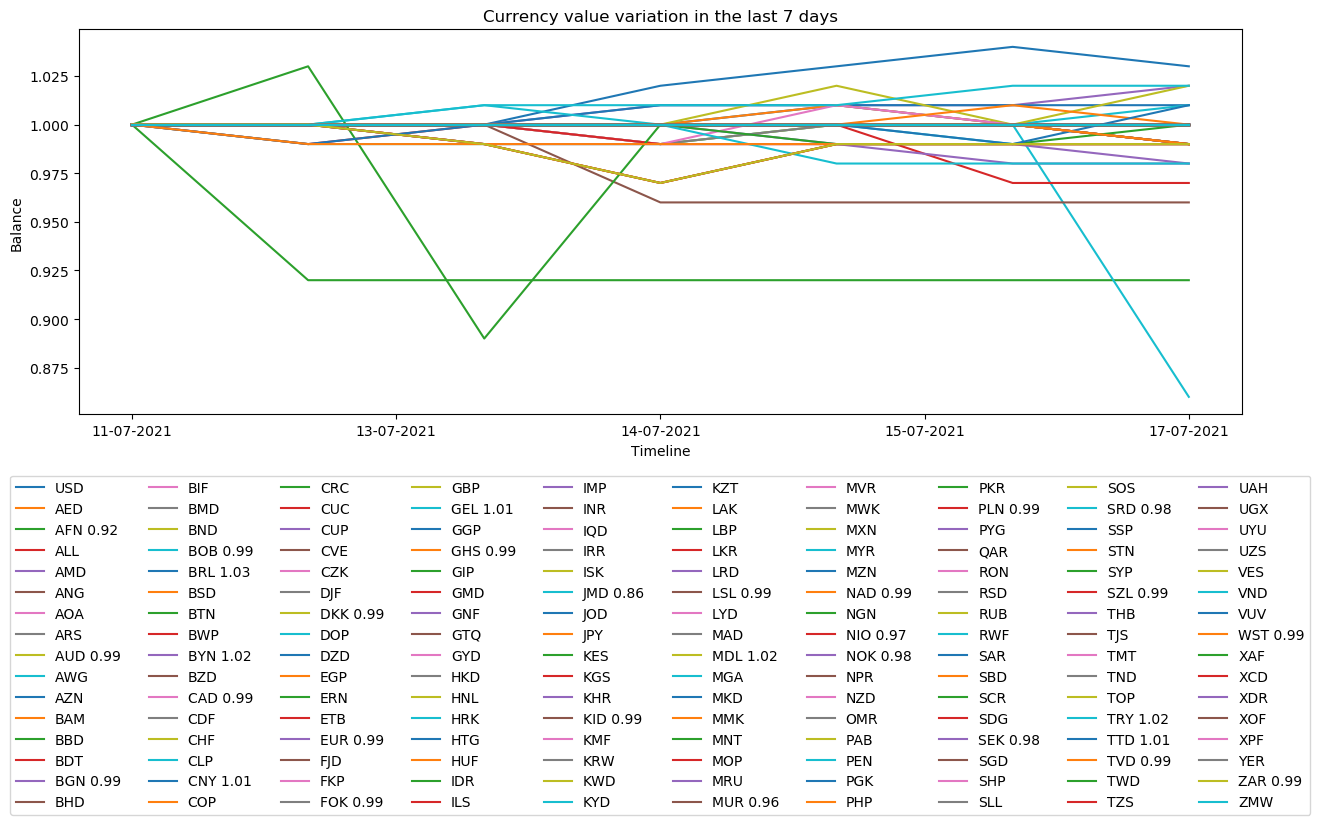 Currency value variation in the last 7 days
Balance
1.025
1.000
0.975
0.950
0.925
0.900
0.875
11-07-2021 13-07-2021 14-07-2021 15-07-2021 17-07-2021
Timeline
USD BIF CRC GBP IMP KZT MVR PKR SOS UAH
AED BMD CUC GEL 1.01 INR LAK MWK PLN 0.99 SRD 0.98 UGX
AFN 0.92 BND CUP GGP IQD LBP MXN PYG SSP UYU
ALL BOB 0.99 CVE GHS 0.99 IRR LKR MYR QAR STN UZS
AMD BRL 1.03 CZK GIP ISK LRD MZN RON SYP VES
ANG BSD DJF GMD JMD 0.86 LSL 0.99 NAD 0.99 RSD SZL 0.99 VND
AOA BTN DKK 0.99 GNF JOD LYD NGN RUB THB VUV
ARS BWP DOP GTQ JPY MAD NIO 0.97 RWF TJS WST 0.99
AUD 0.99 BYN 1.02 DZD GYD KES MDL 1.02 NOK 0.98 SAR TMT XAF
AWG BZD EGP HKD KGS MGA NPR SBD TND XCD
AZN CAD 0.99 ERN HNL KHR MKD NZD SCR TOP XDR
BAM CDF ETB HRK KID 0.99 MMK OMR SDG TRY 1.02 XOF
BBD CHF EUR 0.99 HTG KMF MNT PAB SEK 0.98 TTD 1.01 XPF
BDT CLP FJD HUF KRW MOP PEN SGD TVD 0.99 YER
BGN 0.99 CNY 1.01 FKP IDR KWD MRU PGK SHP TWD ZAR 0.99
BHD COP FOK 0.99 ILS KYD MUR 0.96 PHP SLL TZS ZMW